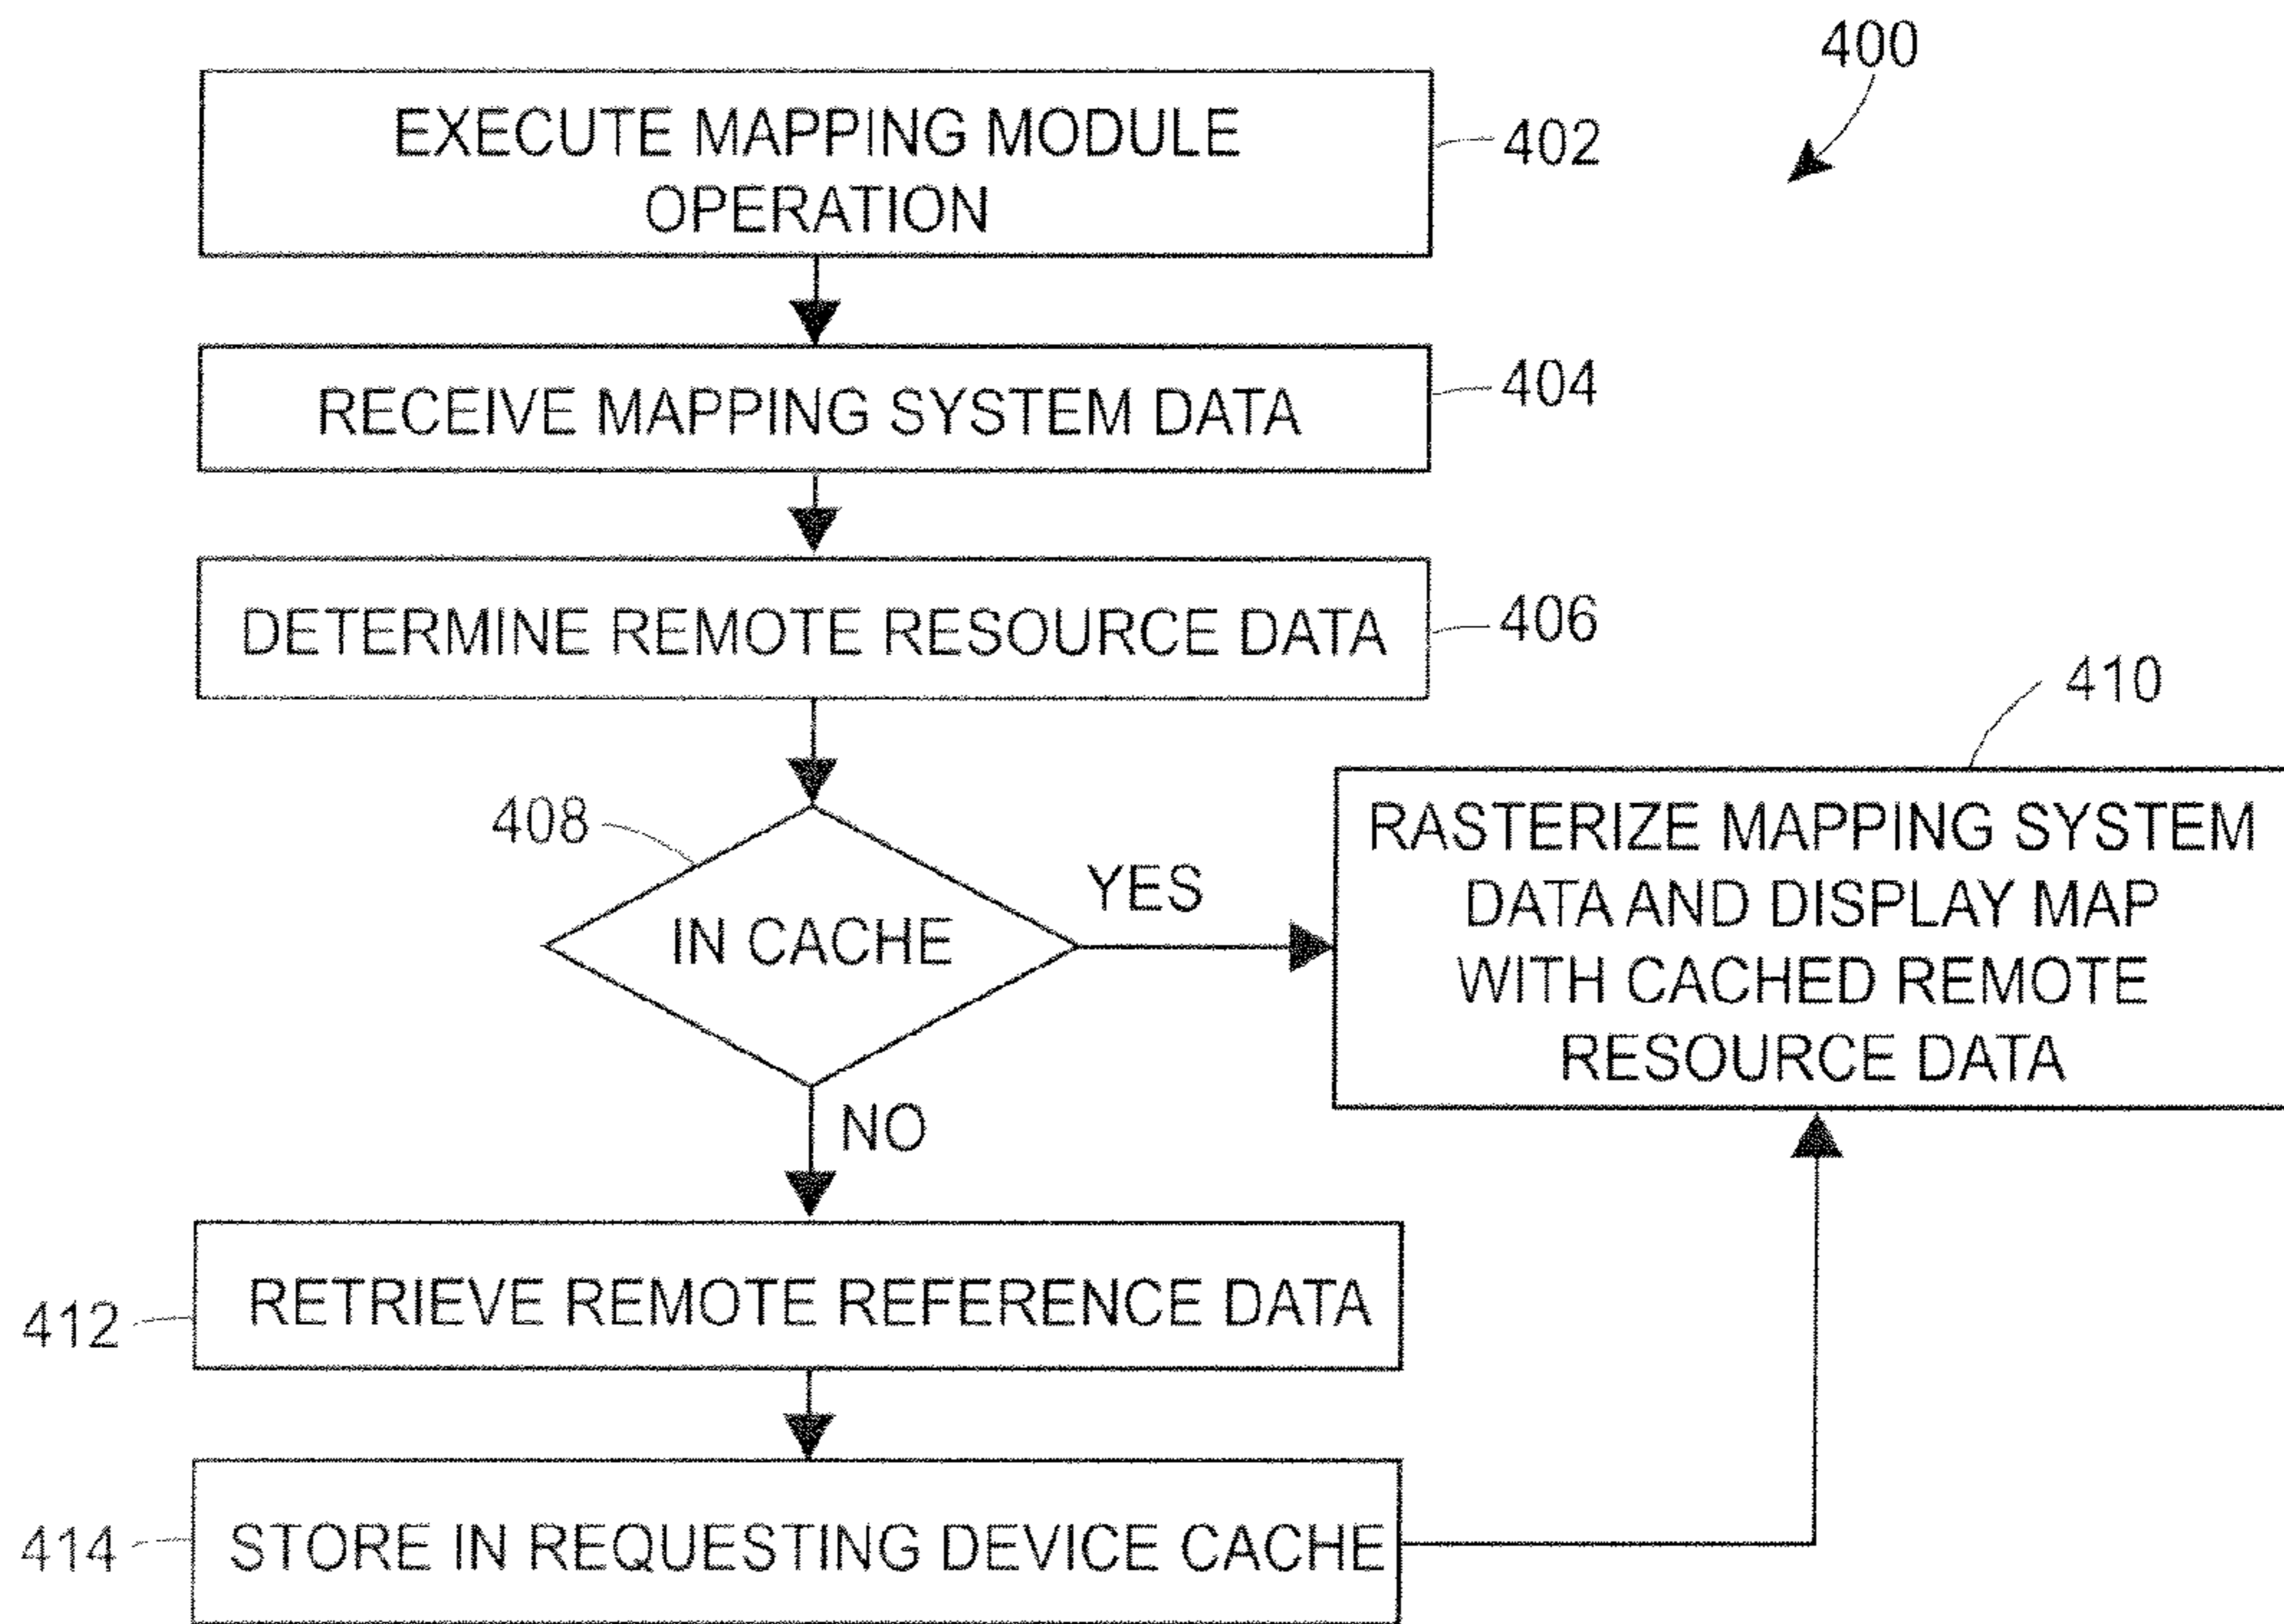 400
EXECUTE MAPPING MODULE
OPERATION
402
RECEIVE MAPPING SYSTEM DATA
404
DETERMINE REMOTE RESOURCE DATA
406
408
IN CACHE
YES
410
RASTERIZE MAPPING SYSTEM
DATA AND DISPLAY MAP
WITH CACHED REMOTE
RESOURCE DATA
NO
412
RETRIEVE REMOTE REFERENCE DATA
414
STORE IN REQUESTING DEVICE CACHE